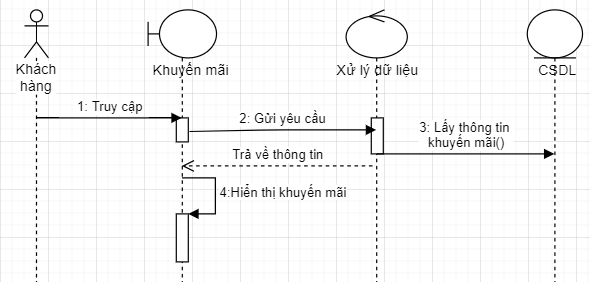 Khách
hàng
Khuyến mãi
Xử lý dữ liệu
CSDL
1: Truy cập
2: Gửi yêu cầu
3: Lấy thông tin
khuyến mãi()
Trả về thông tin
4:Hiển thị khuyến mãi